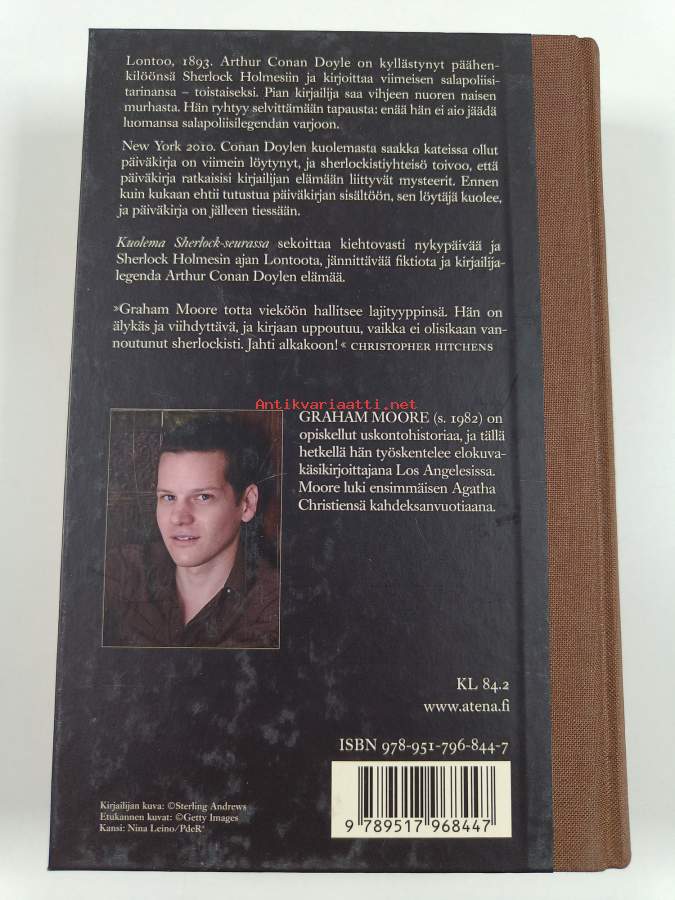 Lontoo, 1893. Arthur Conan Doyle on kyllästynyt päähen-
kilöönsä Sherlock Holmesiin ja kirjoittaa viimeisen salapoliisi-
tarinansa – toistaiseksi. Pian kirjailija saa vihjeen nuoren naisen
murhasta. Hän ryhtyy selvittämään tapausta: enää hän ei aio jäädä
luomansa salapoliisilegendan varjoon.
New York 2010. Conan Doylen kuolemasta saakka kateissa ollut
päiväkirja on viimein löytynyt, ja sherlockistiyhteisö toivoo, että
päiväkirja ratkaisisi kirjailijan elämään liittyvät mysteerit. Ennen
kuin kukaan ehtii tutustua päiväkirjan sisältöön, sen löytäjä kuolee,
ja päiväkirja on jälleen tiessään.
Kuolema Sherlock-seurassa sekoittaa kiehtovasti nykypäivää ja
Sherlock Holmesin ajan Lontoota, jännittävää fiktiota ja kirjailija-
legenda Arthur Conan Doylen elämää.
»Graham Moore totta vieköön hallitsee lajityyppinsä. Hän on
älykäs ja viihdyttävä, ja kirjaan uppoutuu, vaikka ei olisikaan van-
noutunut sherlockisti. Jahti alkakoon!« CHRISTOPHER HITCHENS
Antikvariaatti.net
GRAHAM MOORE (s. 1982) on
opiskellut uskontohistoriaa, ja tällä
hetkellä hän työskentelee elokuva-
käsikirjoittajana Los Angelesissa.
Moore luki ensimmäisen Agatha
Christiensä kahdeksanvuotiaana.
KL 84.2
www.atena.fi
ISBN 978-951-796-844-7
9 789517 968447
Kirjailijan kuva: ©Sterling Andrews
Etukannen kuvat: ©Getty Images
Kansi: Nina Leino/PdeR²